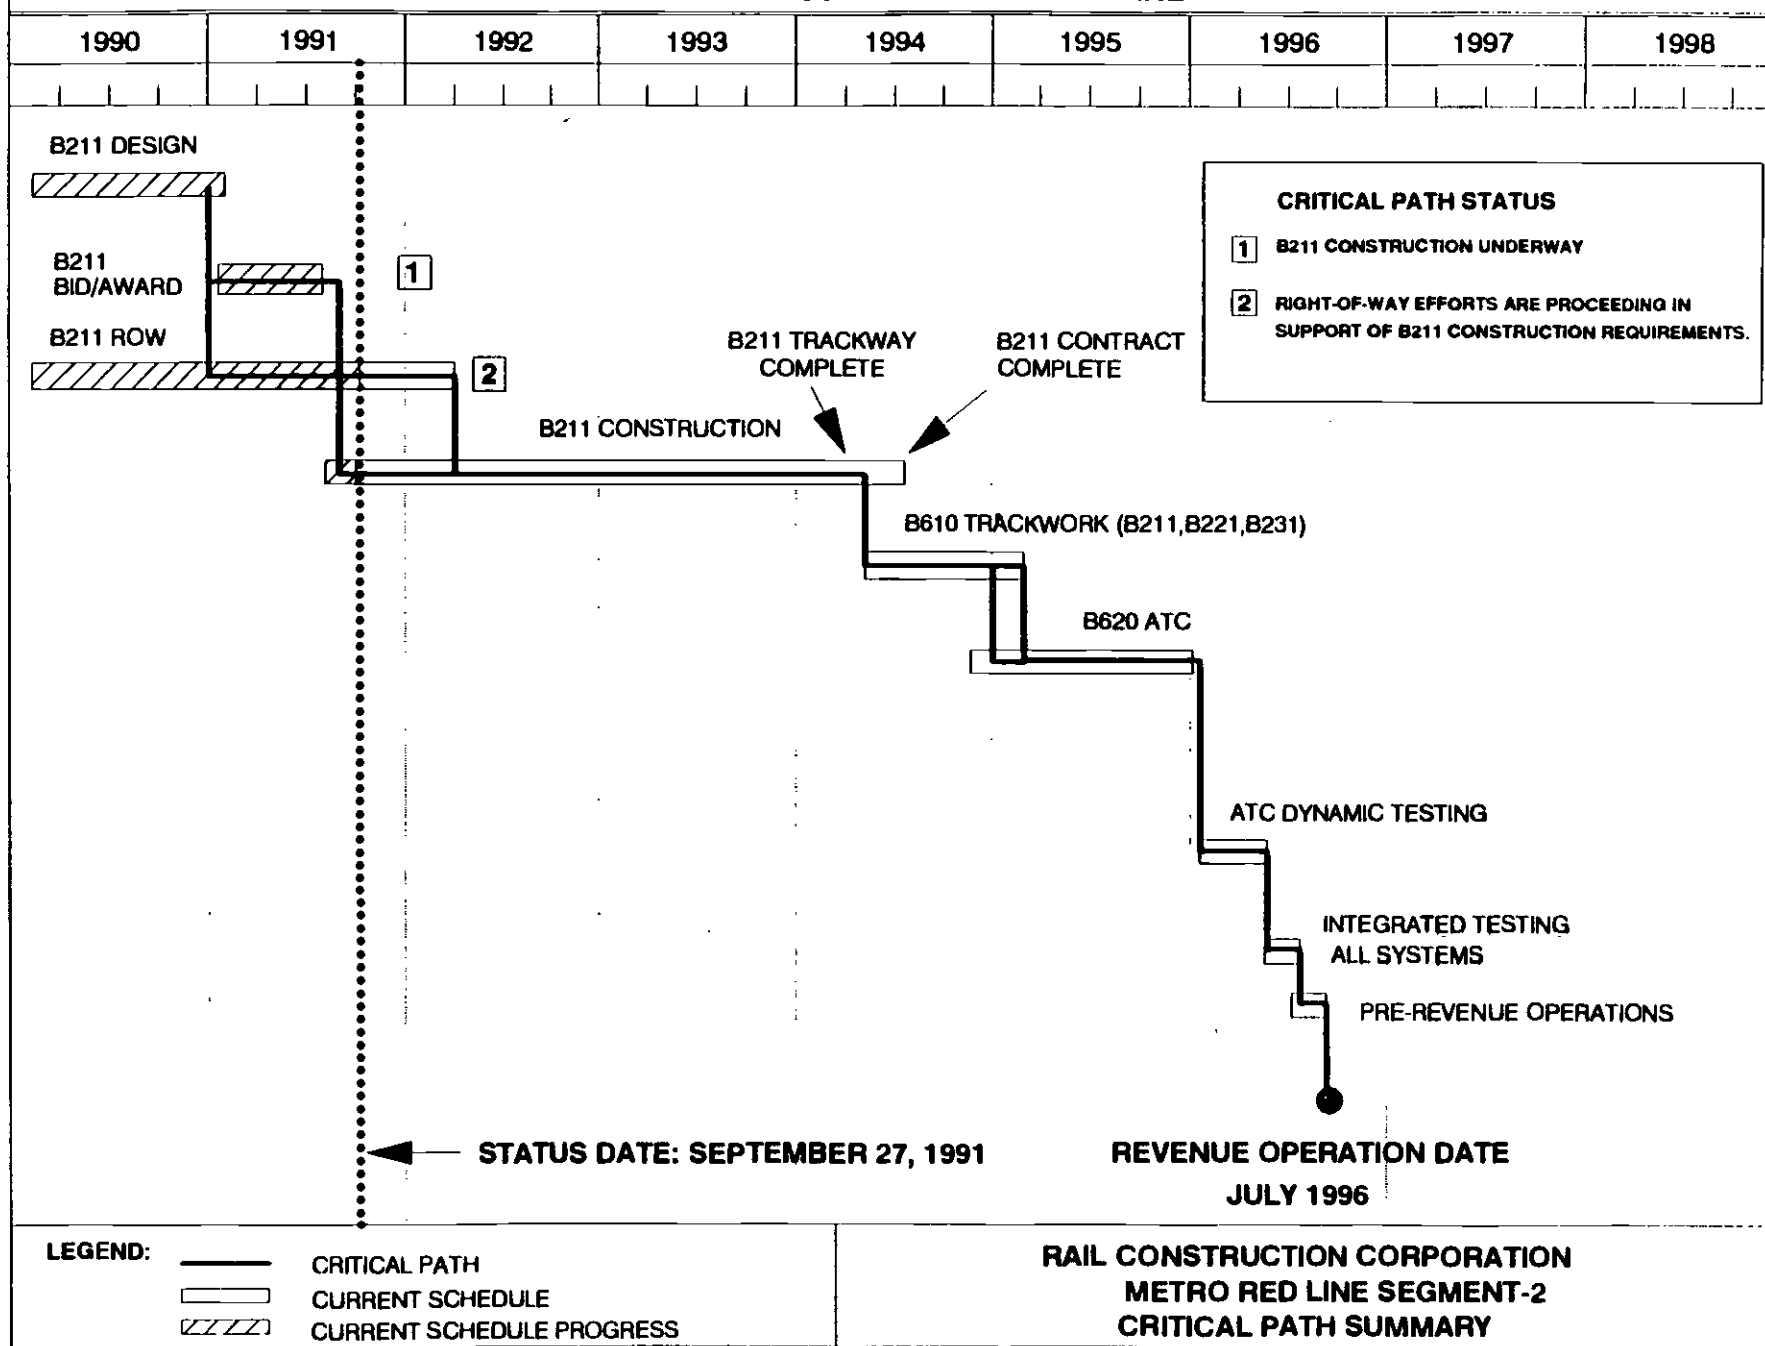 1990 1991 1992 1993 1994 1995 1996 1997 1998
B211 DESIGN
CRITICAL PATH STATUS
1 B211 CONSTRUCTION UNDERWAY
2 RIGHT-OF-WAY EFFORTS ARE PROCEEDING IN
SUPPORT OF B211 CONSTRUCTION REQUIREMENTS.
B211
BID/AWARD
1
B211 ROW
2
B211 TRACKWAY
COMPLETE
B211 CONTRACT
COMPLETE
B211 CONSTRUCTION
B610 TRACKWORK (B211,B221,B231)
B620 ATC
ATC DYNAMIC TESTING
INTEGRATED TESTING
ALL SYSTEMS
PRE-REVENUE OPERATIONS
STATUS DATE: SEPTEMBER 27, 1991
REVENUE OPERATION DATE
JULY 1996
LEGEND:
CRITICAL PATH
CURRENT SCHEDULE
CURRENT SCHEDULE PROGRESS
RAIL CONSTRUCTION CORPORATION
METRO RED LINE SEGMENT-2
CRITICAL PATH SUMMARY